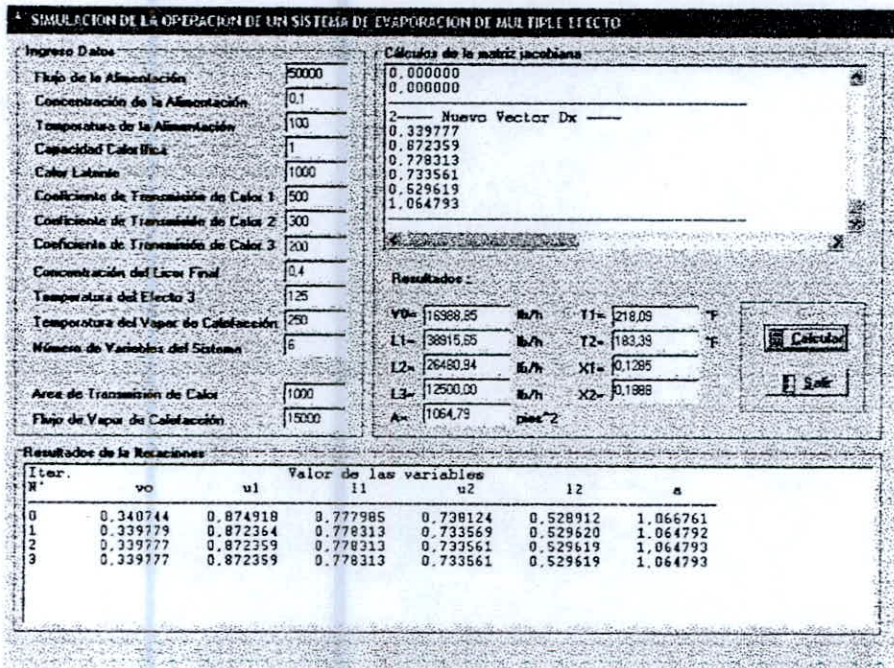 SIMULACION DE LA OPERACION DE UN SISTEMA DE EVAPORACION DE MULTIPLE EFECTO
Ingreso Datos
Flujo de la Alimentación 50000
Concentración de la Alimentación 0,1
Temperatura de la Alimentación 100
Capacidad Calorífica 1
Calor Latente 1000
Coeficiente de Transmisión de Calor 1 500
Coeficiente de Transmisión de Calor 2 300
Coeficiente de Transmisión de Calor 3 200
Concentración del Licor Final 0,4
Temperatura del Efecto 3 125
Temporatura del Vapor de Calefacción 250
Número de Variables del Sistema 6
Area de Transmisión de Calor 1000
Flujo de Vapor de Calefacción 15000
Cálculos de la matriz jacobiana
0.000000
0.000000
2---- Nuevo Vector Dx ----
0.339777
0.872359
0.778313
0.733561
0.529619
1.064793
Resultados :
V0= 16988,85 lb/h T1= 218,09 °F
L1= 38915,65 lb/h T2= 183,39 °F
L2= 26480,94 lb/h X1= 0,1285
L3= 12500,00 lb/h X2= 0,1888
A= 1064,79 pies^2
Calcular
Salir
Resultados de la Iteraciones
Iter. Valor de las variables
N° vo u1 l1 u2 l2 a
0 0.340744 0.874918 0.777985 0.738124 0.528912 1.066761
1 0.339779 0.872364 0.778313 0.733569 0.529620 1.064792
2 0.339777 0.872359 0.778313 0.733561 0.529619 1.064793
3 0.339777 0.872359 0.778313 0.733561 0.529619 1.064793